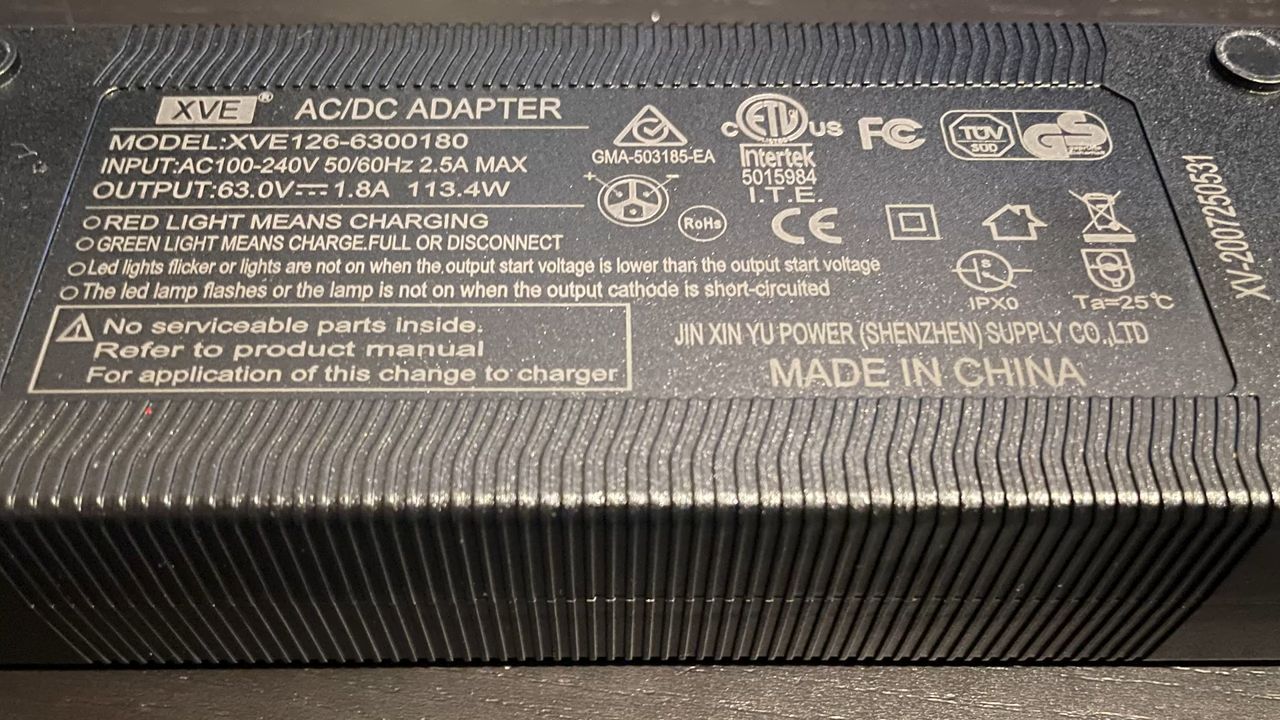 XVE® AC/DC ADAPTER
MODEL:XVE126-6300180
INPUT:AC100-240V 50/60Hz 2.5A MAX
OUTPUT:63.0V⎓1.8A 113.4W
RED LIGHT MEANS CHARGING
GREEN LIGHT MEANS CHARGE.FULL OR DISCONNECT
Led lights flicker or lights are not on when the output start voltage is lower than the output start voltage
The led lamp flashes or the lamp is not on when the output cathode is short-circuited
No serviceable parts inside.
Refer to product manual
For application of this change to charger
GMA-503185-EA
C ETL US
LISTED
Intertek
5015984
I.T.E.
FC
TÜV
SÜD
GS
+ -
RoHS
CE
S
IPX0
Ta=25℃
JIN XIN YU POWER (SHENZHEN) SUPPLY CO.,LTD
MADE IN CHINA
XV-2007250531